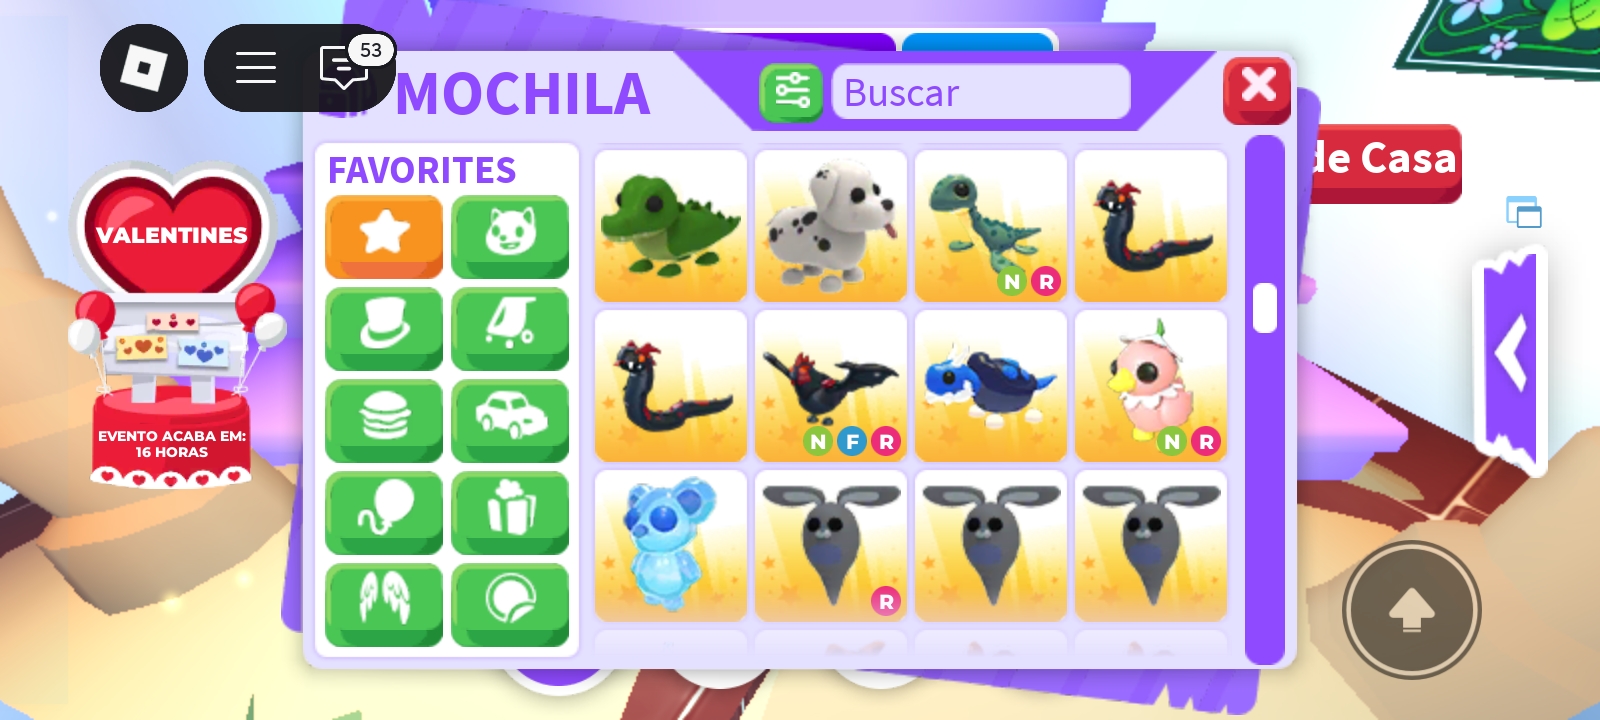 53
MOCHILA
Buscar
FAVORITES
de Casa
VALENTINES
EVENTO ACABA EM:
16 HORAS
N R
N F R
N R
R